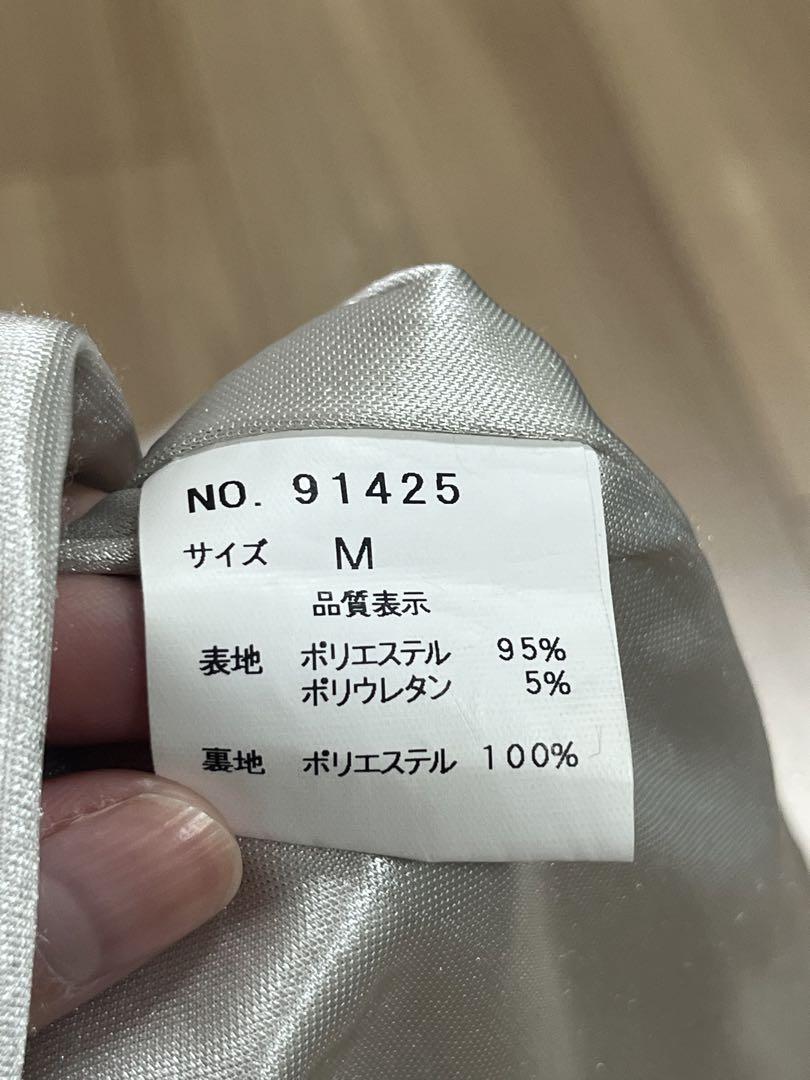 NO. 91425
サイズ M
品質表示
表地 ポリエステル 95%
ポリウレタン 5%
裏地 ポリエステル 100%